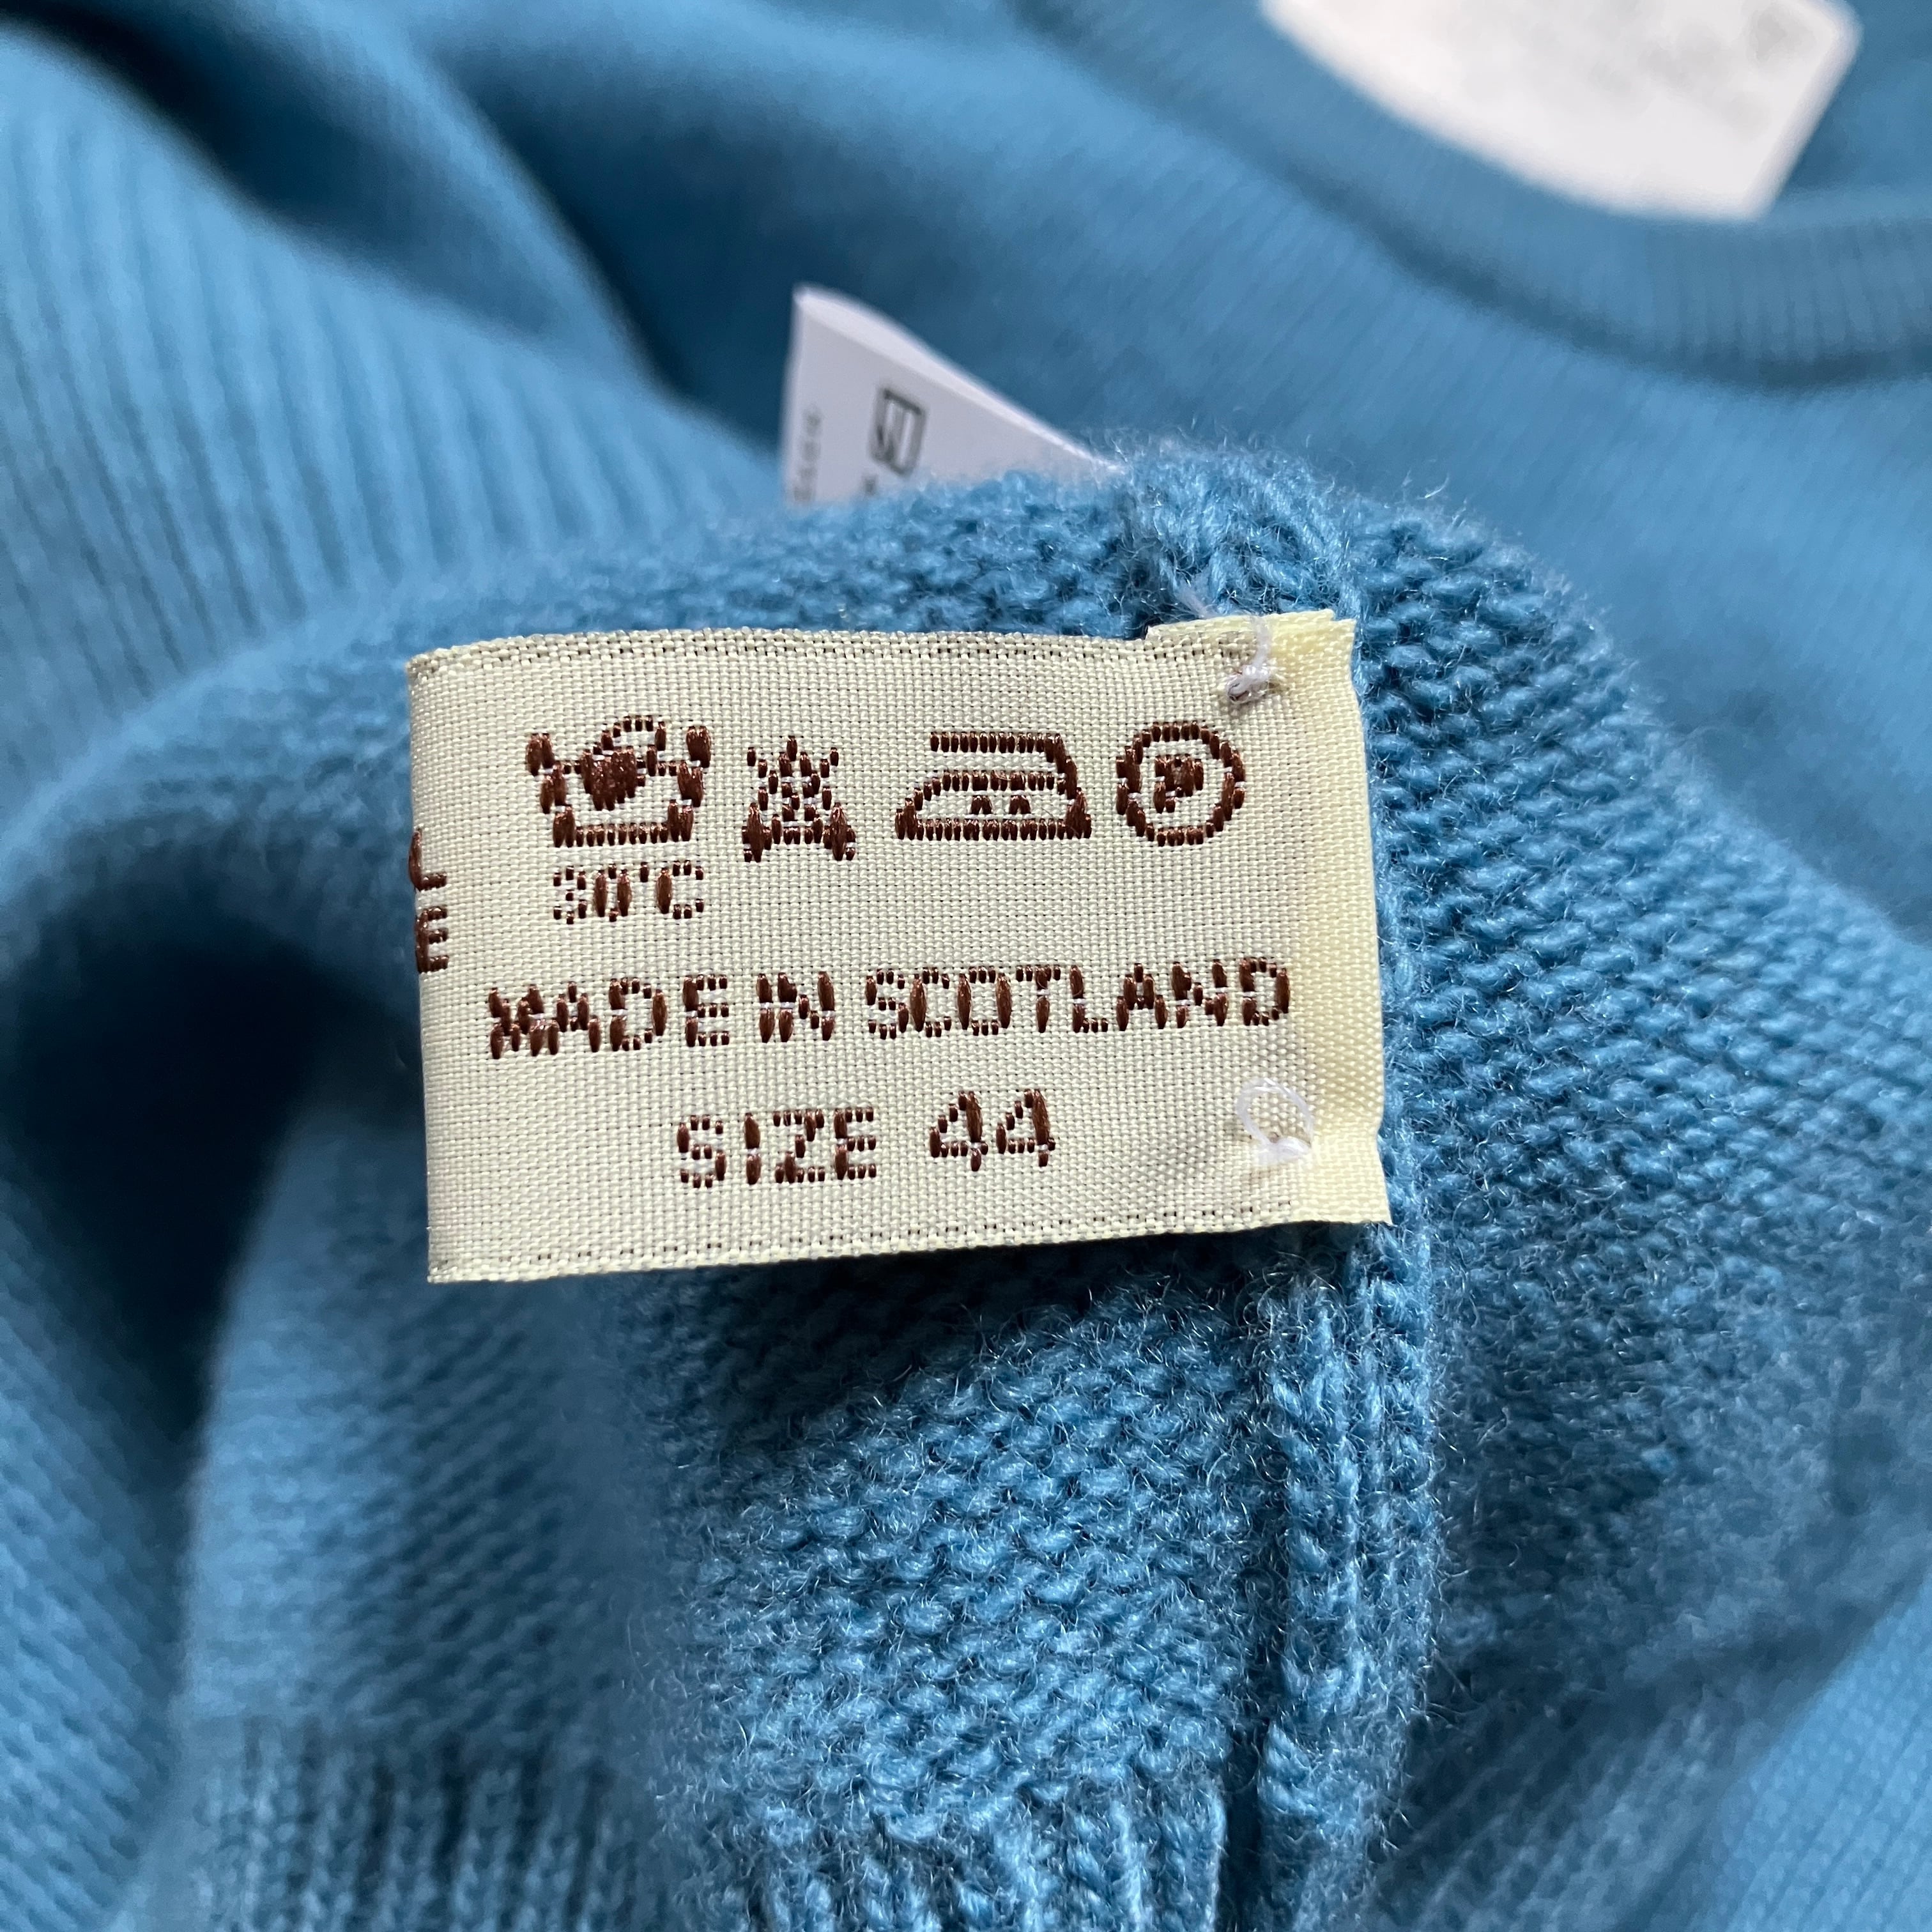 P
30°C
MADE IN SCOTLAND
SIZE 44